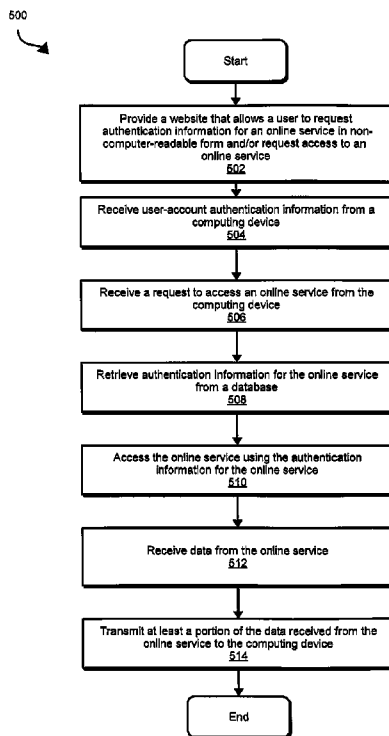 500
Start
Provide a website that allows a user to request
authentication information for an online service in non-
computer-readable form and/or request access to an
online service
502
Receive user-account authentication information from a
computing device
504
Receive a request to access an online service from the
computing device
506
Retrieve authentication information for the online service
from a database
508
Access the online service using the authentication
information for the online service
510
Receive data from the online service
512
Transmit at least a portion of the data received from the
online service to the computing device
514
End